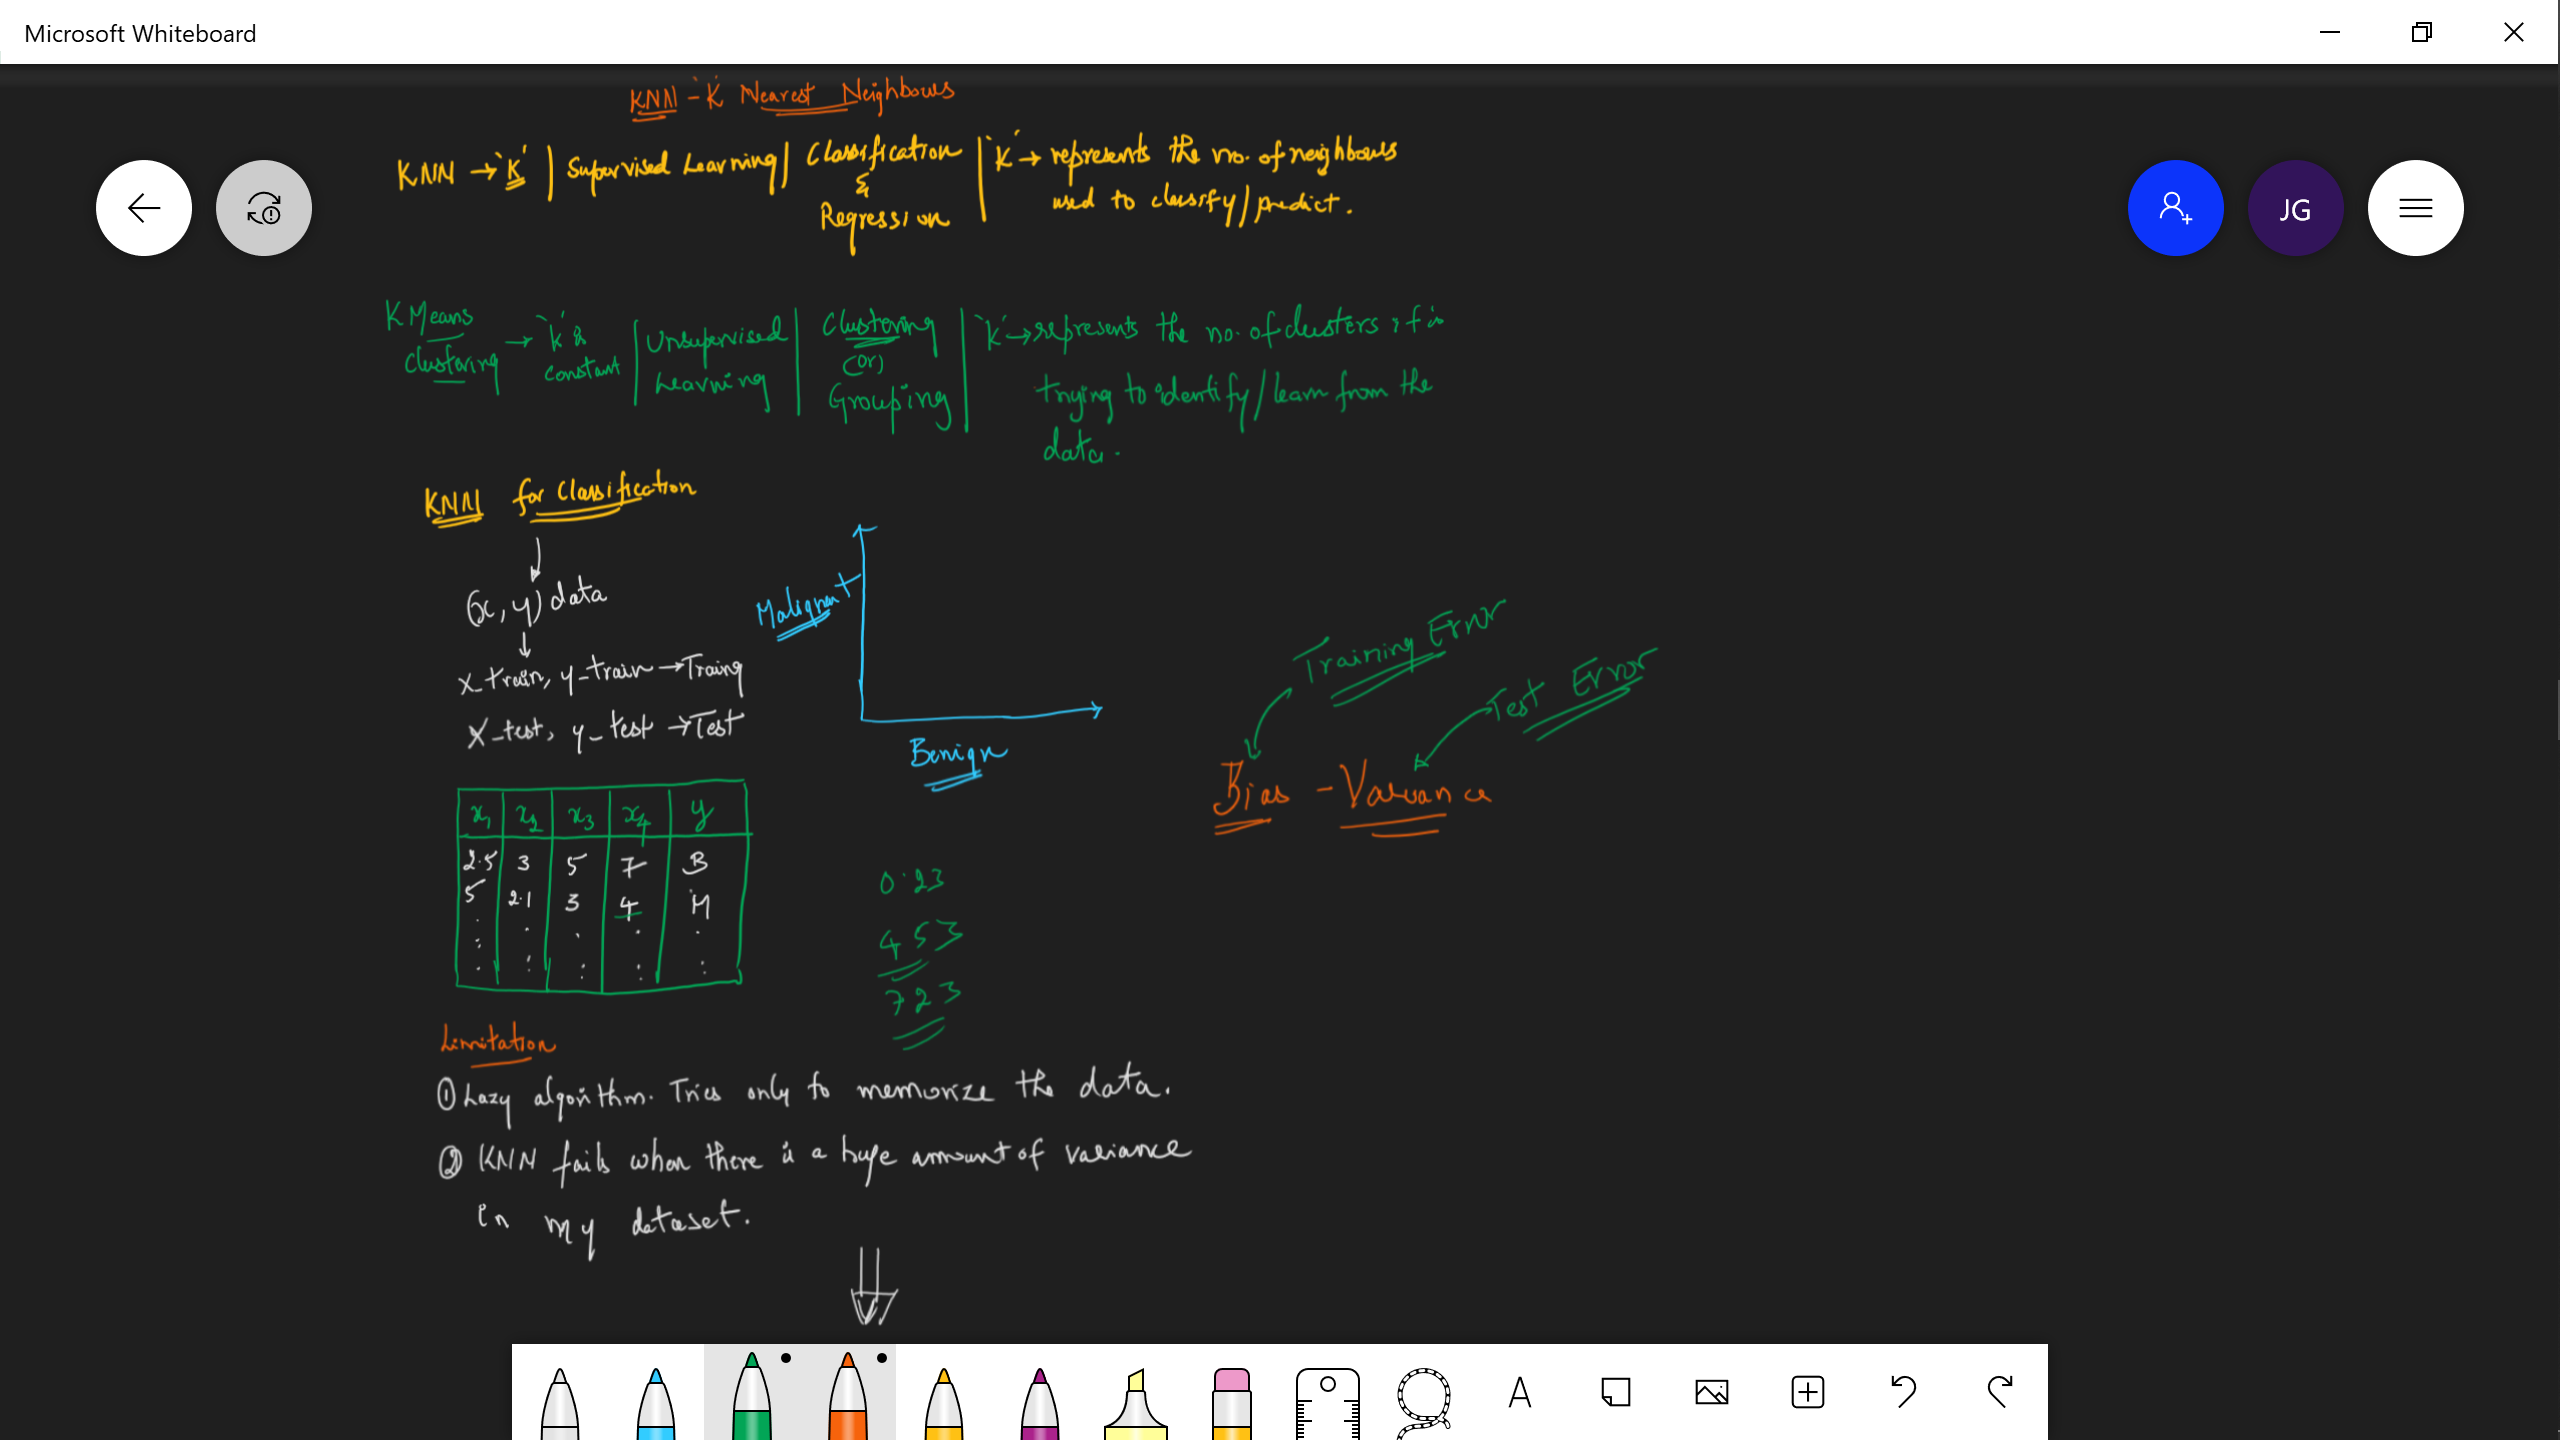 Microsoft Whiteboard
KNN - 'K' Nearest Neighbours
KNN → 'K' | Supervised Learning | Classification & Regression | 'K' → represents the no. of neighbours
used to classify/predict.
JG
K Means Clustering → 'K' is constant | Unsupervised Learning | Clustering (or) Grouping | 'K' → represents the no. of clusters it is
trying to identify/learn from the
data.
KNN for Classification
(x, y) data
x_train, y_train → Traing
X_test, y_test → Test
Malignant
Benign
Training Error
Test Error
Bias - Variance
x1 x2 x3 x4 y
2.5 3 5 7 B
5 2.1 3 4 M
0.23
453
723
Limitation
① Lazy algorithm. Tries only to memorize the data.
② KNN fails when there is a huge amount of variance
in my dataset.